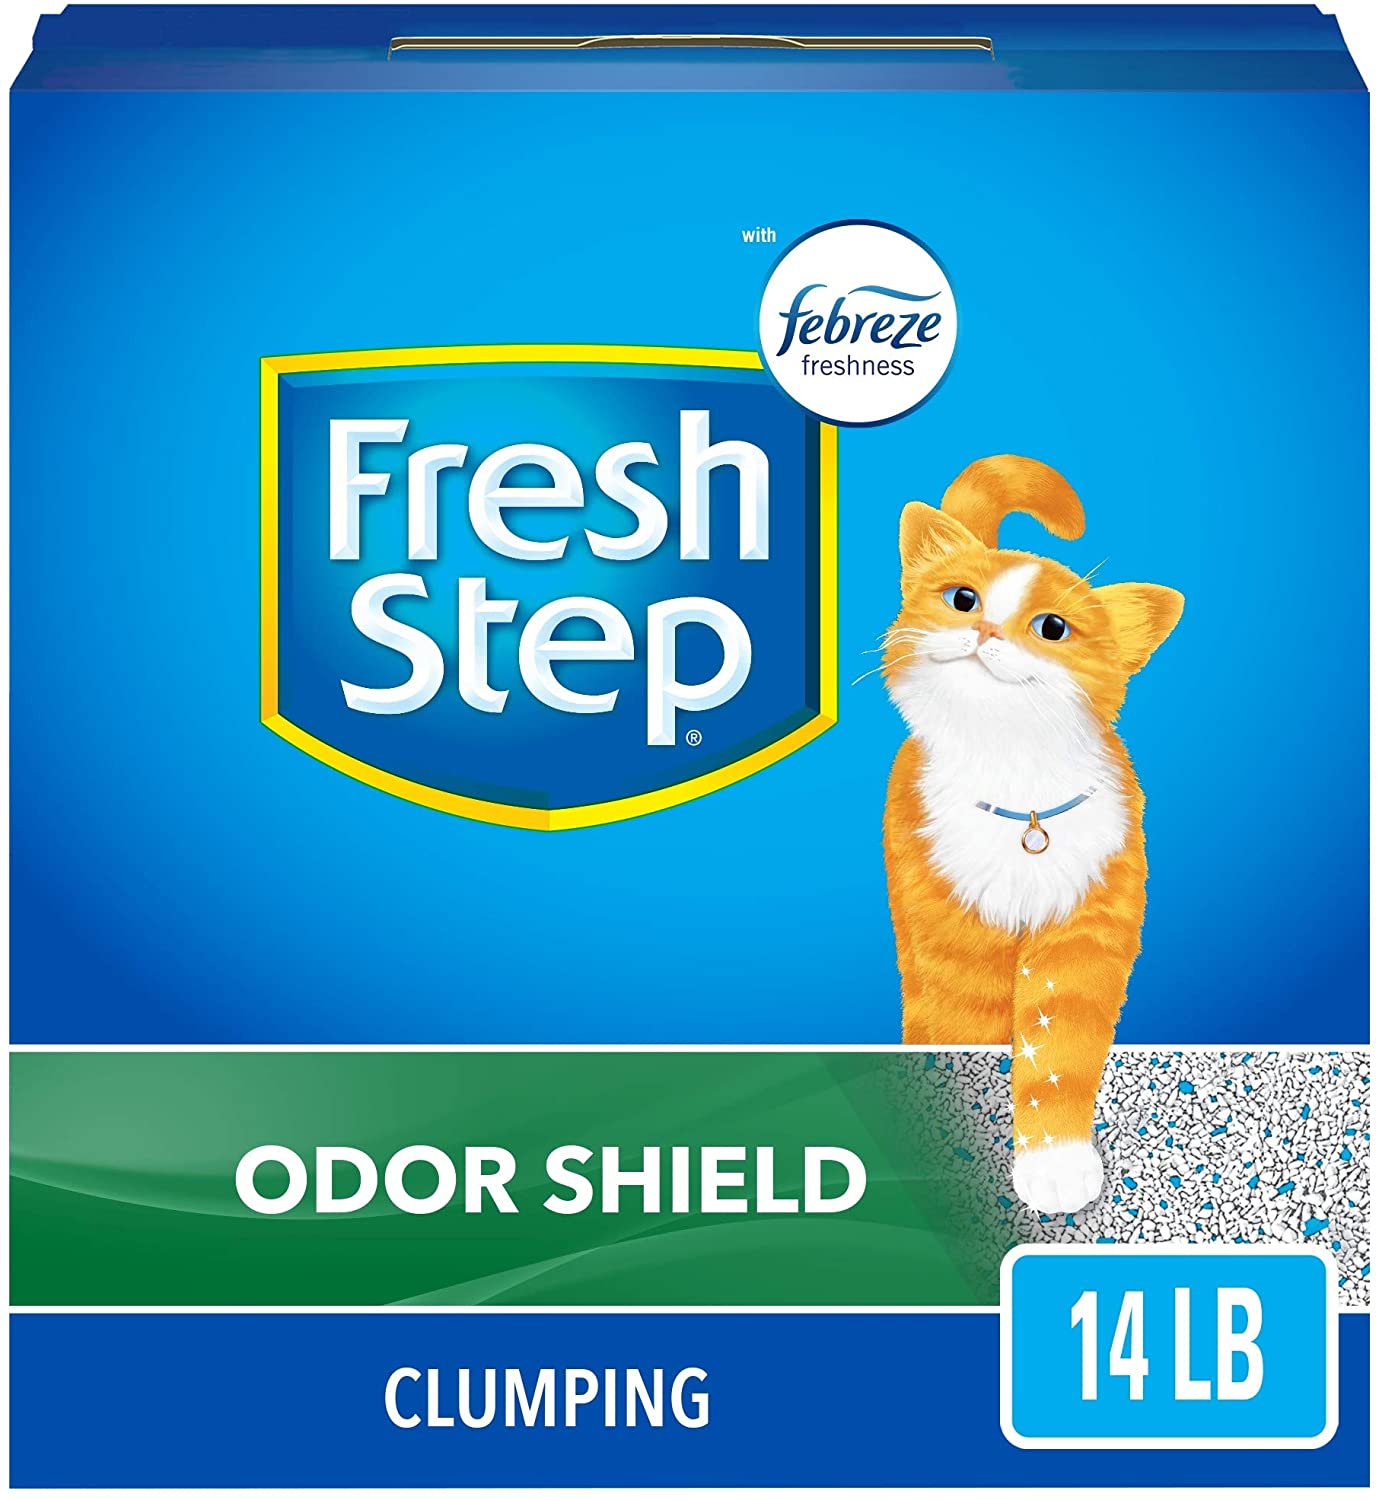 with
febreze
freshness
Fresh
Step®
ODOR SHIELD
14 LB
CLUMPING